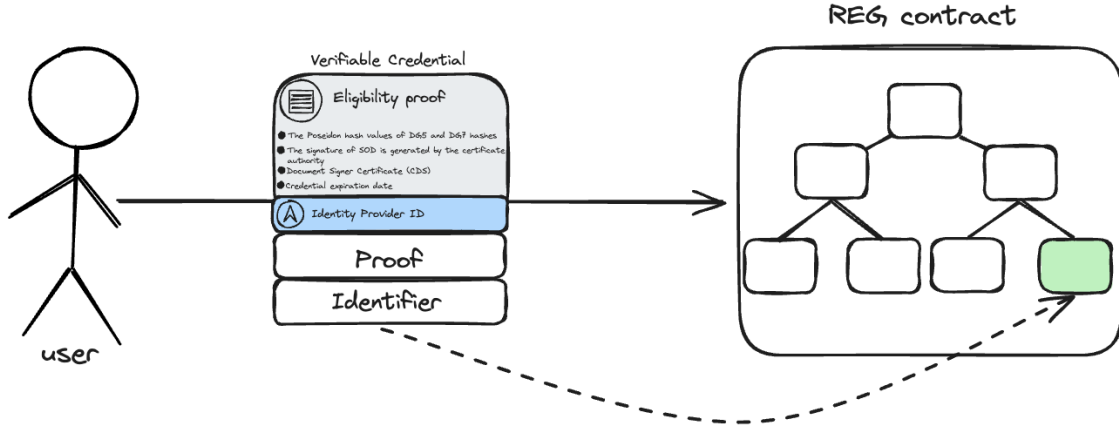 REG contract
Verifiable Credential
Eligibility proof
The Poseidon hash values of DG5 and DG7 hashes
The signature of SOD is generated by the certificate
authority
Document Signer Certificate (CDS)
Credential expiration date
Identity Provider ID
Proof
Identifier
user